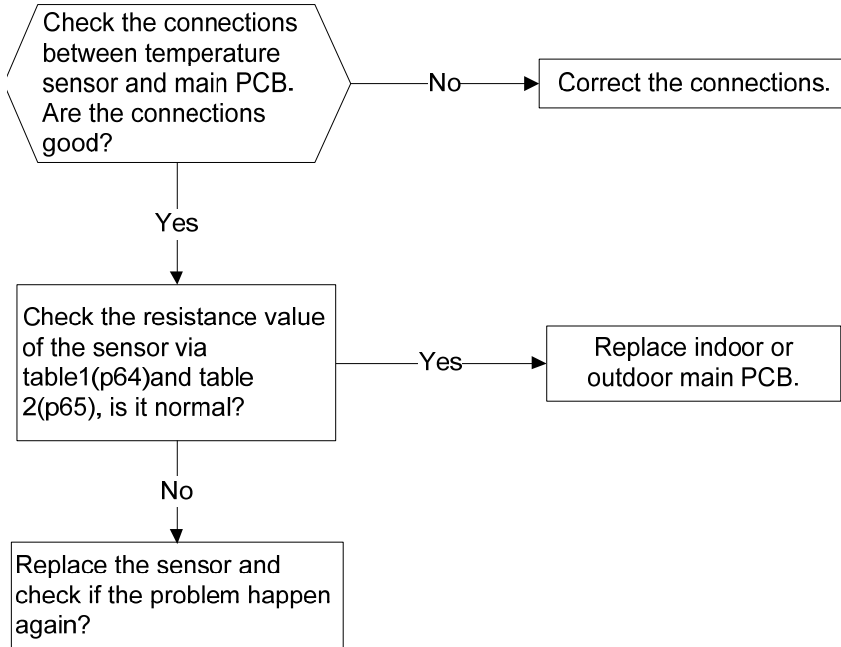 Check the connections
between temperature
sensor and main PCB.
Are the connections
good?
No
Correct the connections.
Yes
Check the resistance value
of the sensor via
table1(p64)and table
2(p65), is it normal?
Yes
Replace indoor or
outdoor main PCB.
No
Replace the sensor and
check if the problem happen
again?